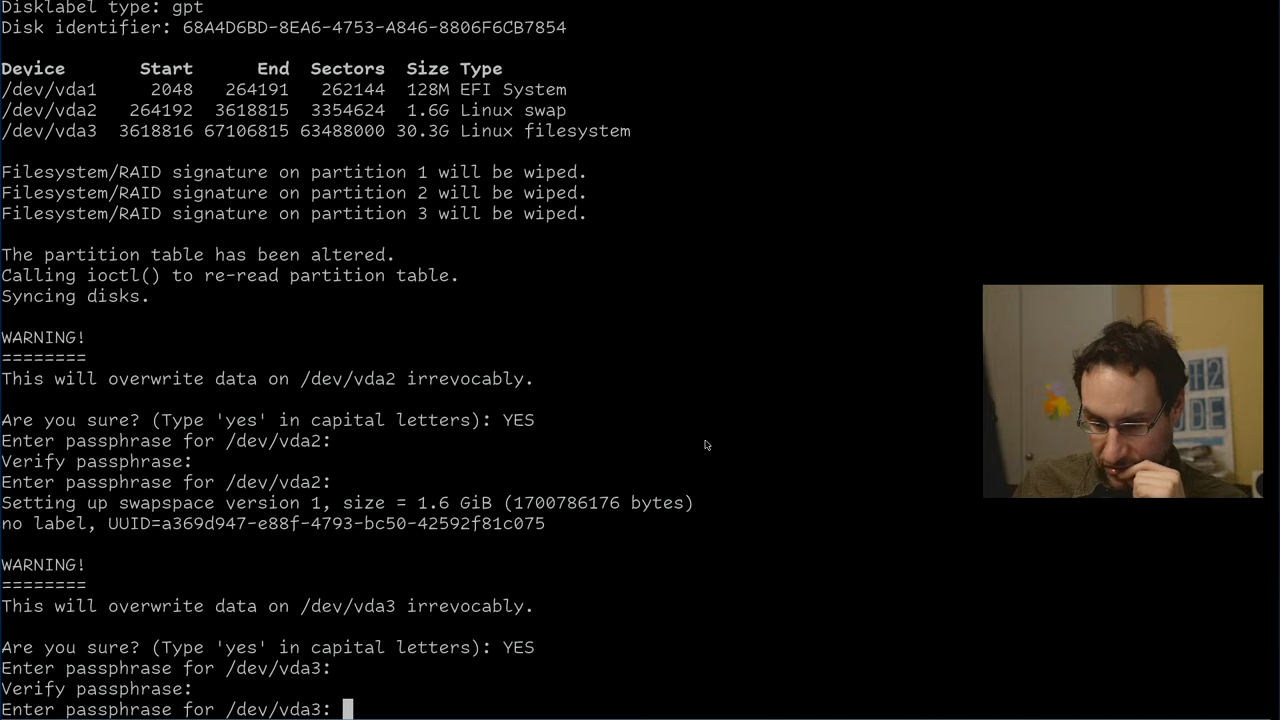 Disklabel type: gpt
Disk identifier: 68A4D6BD-8EA6-4753-A846-8806F6CB7854
Device Start End Sectors Size Type
/dev/vda1 2048 264191 262144 128M EFI System
/dev/vda2 264192 3618815 3354624 1.6G Linux swap
/dev/vda3 3618816 67106815 63488000 30.3G Linux filesystem
Filesystem/RAID signature on partition 1 will be wiped.
Filesystem/RAID signature on partition 2 will be wiped.
Filesystem/RAID signature on partition 3 will be wiped.
The partition table has been altered.
Calling ioctl() to re-read partition table.
Syncing disks.
WARNING!
========
This will overwrite data on /dev/vda2 irrevocably.
Are you sure? (Type 'yes' in capital letters): YES
Enter passphrase for /dev/vda2:
Verify passphrase:
Enter passphrase for /dev/vda2:
Setting up swapspace version 1, size = 1.6 GiB (1700786176 bytes)
no label, UUID=a369d947-e88f-4793-bc50-42592f81c075
WARNING!
========
This will overwrite data on /dev/vda3 irrevocably.
Are you sure? (Type 'yes' in capital letters): YES
Enter passphrase for /dev/vda3:
Verify passphrase:
Enter passphrase for /dev/vda3: